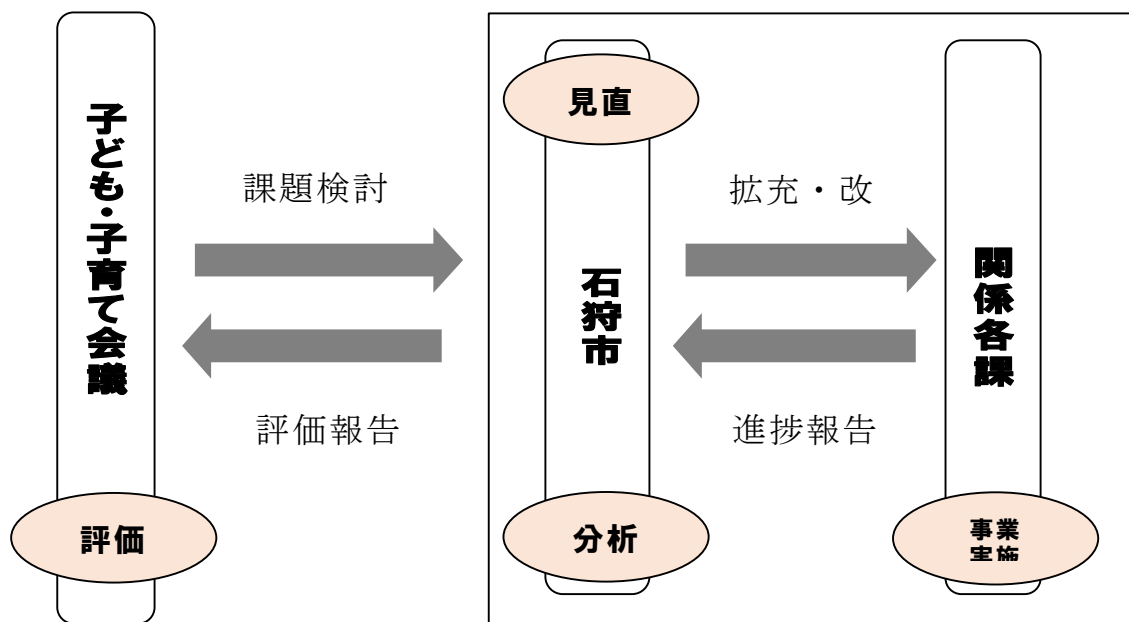 子ども・子育て会議
課題検討
評価報告
評価
見直
石狩市
分析
拡充・改
進捗報告
関係各課
事業
実施